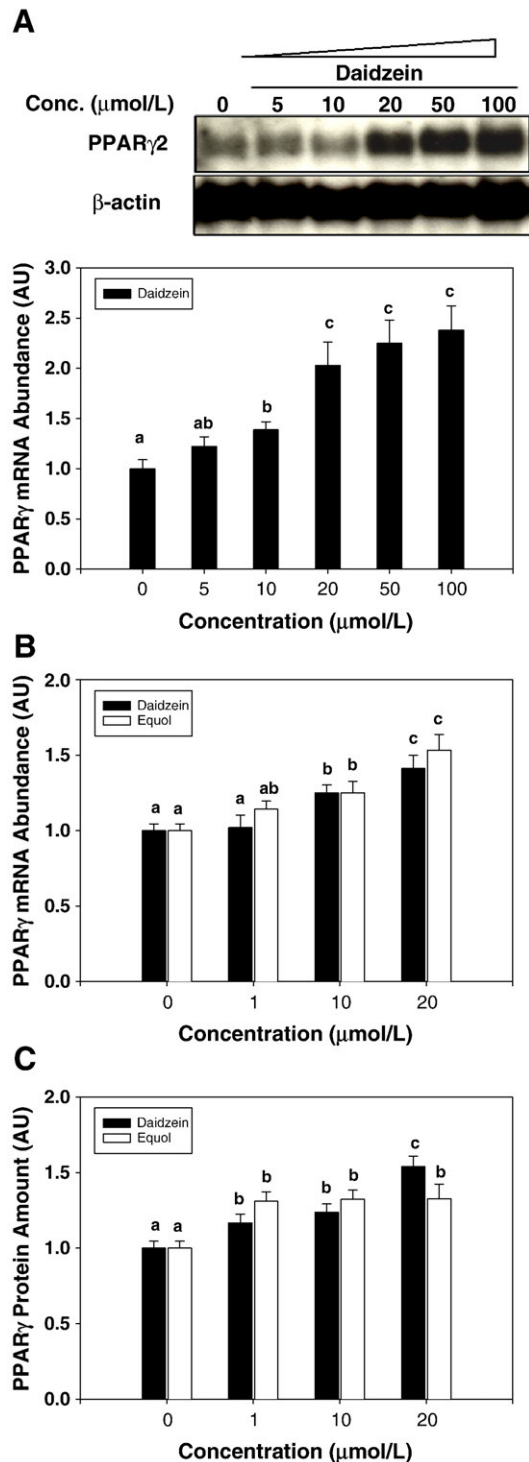 A
Daidzein
Conc. (μmol/L) 0 5 10 20 50 100
PPARγ2
β-actin
3.0
Daidzein
2.5
2.0
1.5
1.0
0.5
0.0
PPARγ mRNA Abundance (AU)
a ab b c c c
0 5 10 20 50 100
Concentration (μmol/L)
B
2.0
Daidzein
Equol
1.5
1.0
0.5
0.0
PPARγ mRNA Abundance (AU)
a a a ab b b c c
0 1 10 20
Concentration (μmol/L)
C
2.0
Daidzein
Equol
1.5
1.0
0.5
0.0
PPARγ Protein Amount (AU)
a a b b b b c b
0 1 10 20
Concentration (μmol/L)